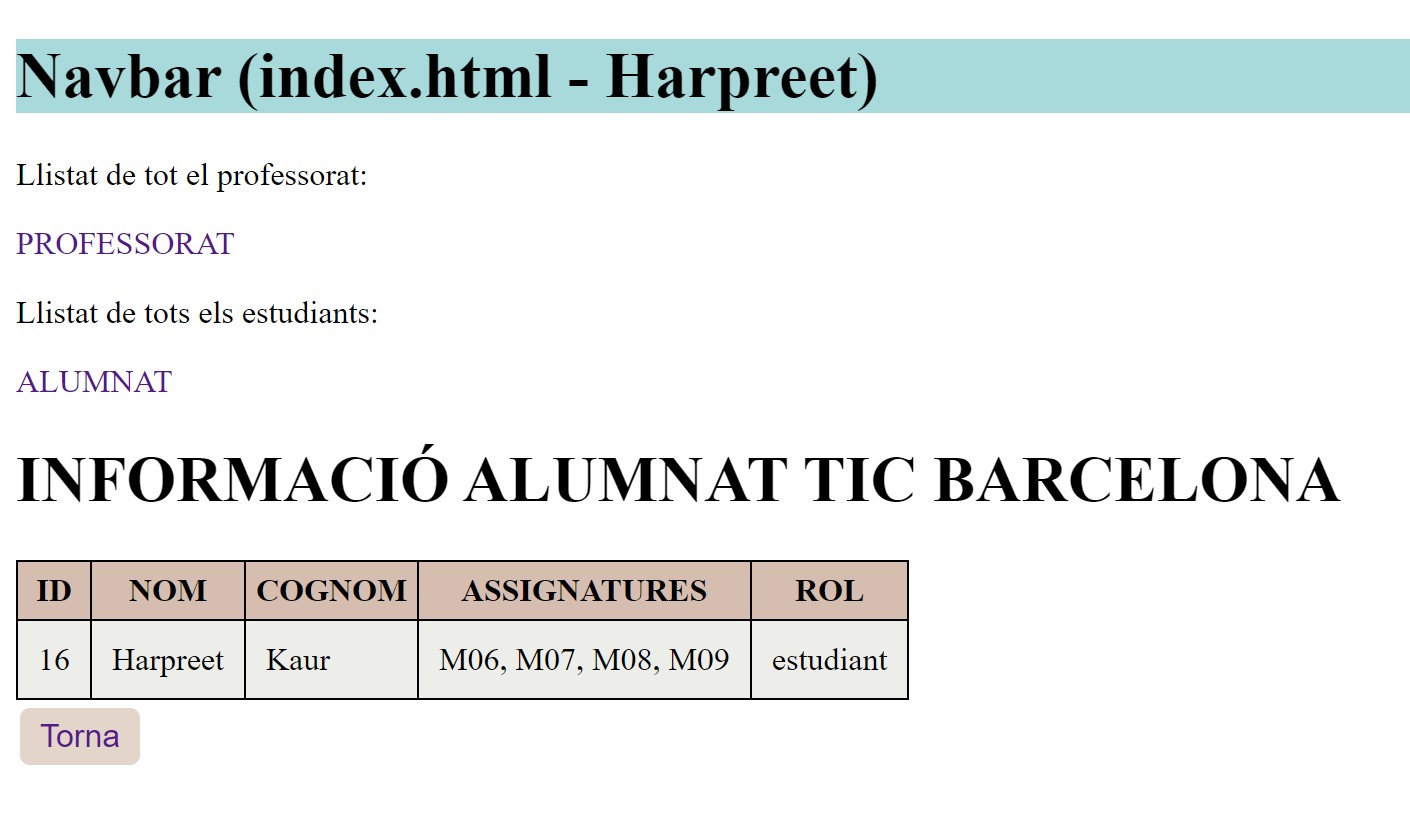 Navbar (index.html - Harpreet)
Llistat de tot el professorat:
PROFESSORAT
Llistat de tots els estudiants:
ALUMNAT
INFORMACIÓ ALUMNAT TIC BARCELONA
ID NOM COGNOM ASSIGNATURES ROL
16 Harpreet Kaur M06, M07, M08, M09 estudiant
Torna